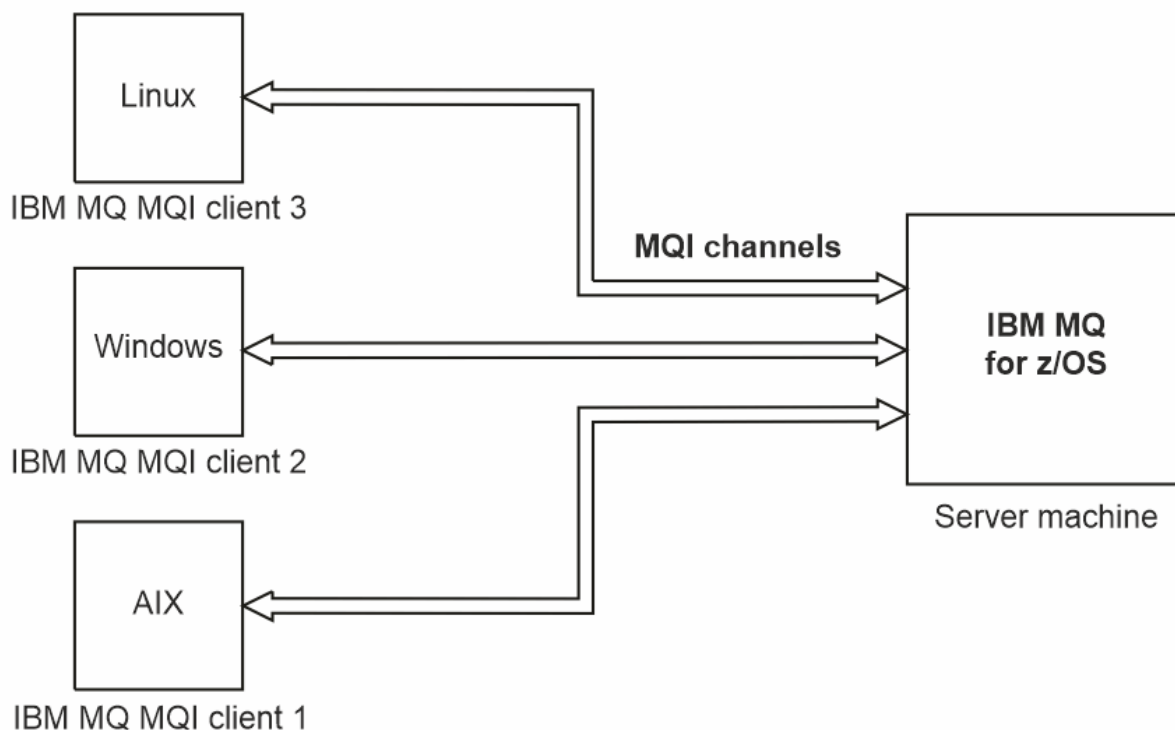 Linux
IBM MQ MQI client 3
MQI channels
Windows
IBM MQ MQI client 2
IBM MQ
for z/OS
Server machine
AIX
IBM MQ MQI client 1